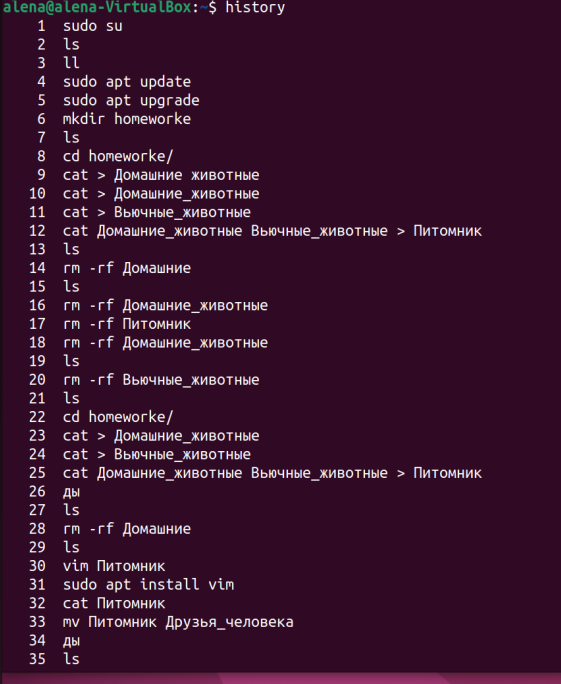 alena@alena-VirtualBox:~$ history
1 sudo su
2 ls
3 ll
4 sudo apt update
5 sudo apt upgrade
6 mkdir homeworke
7 ls
8 cd homeworke/
9 cat > Домашние животные
10 cat > Домашние_животные
11 cat > Вьючные_животные
12 cat Домашние_животные Вьючные_животные > Питомник
13 ls
14 rm -rf Домашние
15 ls
16 rm -rf Домашние_животные
17 rm -rf Питомник
18 rm -rf Домашние_животные
19 ls
20 rm -rf Вьючные_животные
21 ls
22 cd homeworke/
23 cat > Домашние_животные
24 cat > Вьючные_животные
25 cat Домашние_животные Вьючные_животные > Питомник
26 ды
27 ls
28 rm -rf Домашние
29 ls
30 vim Питомник
31 sudo apt install vim
32 cat Питомник
33 mv Питомник Друзья_человека
34 ды
35 ls